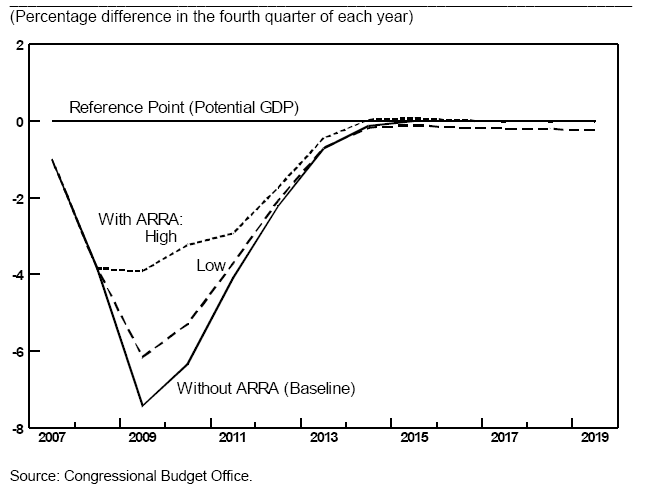 (Percentage difference in the fourth quarter of each year)
2
Reference Point (Potential GDP)
0
-2
With ARRA:
High
Low
-4
-6
Without ARRA (Baseline)
-8
2007 2009 2011 2013 2015 2017 2019
Source: Congressional Budget Office.